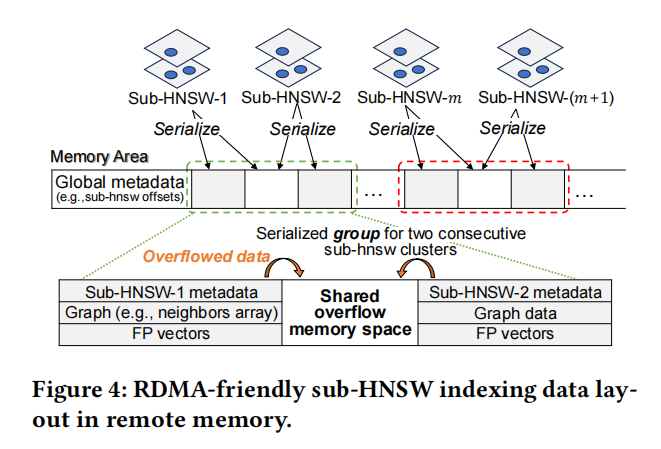 Sub-HNSW-1 Sub-HNSW-2 Sub-HNSW-m Sub-HNSW-(m+1)
Serialize Serialize Serialize Serialize
Memory Area
Global metadata
(e.g.,sub-hnsw offsets)
... ...
Serialized group for two consecutive
sub-hnsw clusters
Overflowed data
Sub-HNSW-1 metadata
Graph (e.g., neighbors array)
FP vectors
Shared
overflow
memory space
Sub-HNSW-2 metadata
Graph data
FP vectors
Figure 4: RDMA-friendly sub-HNSW indexing data lay-
out in remote memory.